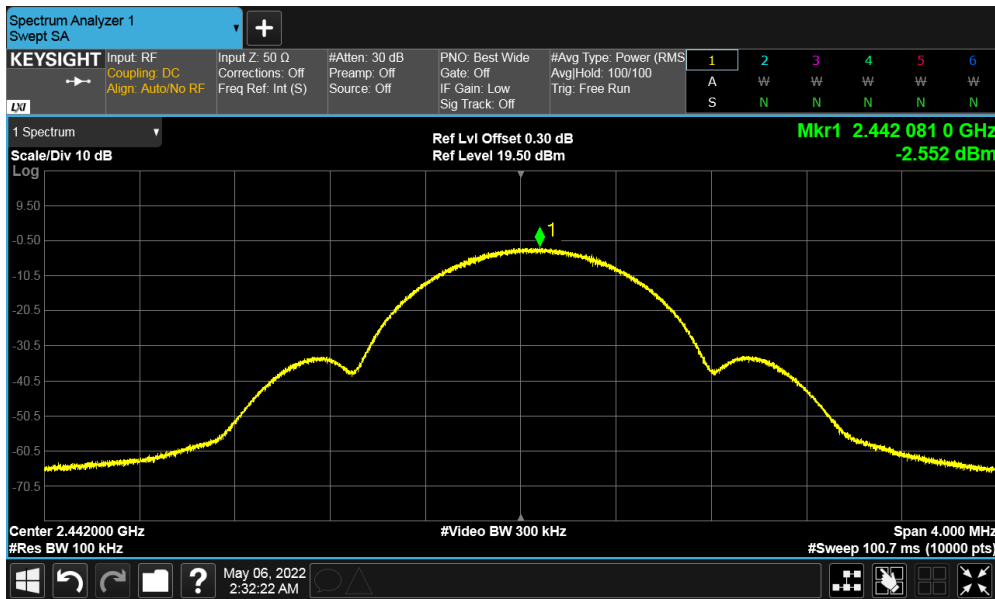 Spectrum Analyzer 1
Swept SA
KEYSIGHT
LXI
Input: RF
Coupling: DC
Align: Auto/No RF
Input Z: 50 Ω
Corrections: Off
Freq Ref: Int (S)
#Atten: 30 dB
Preamp: Off
Source: Off
PNO: Best Wide
Gate: Off
IF Gain: Low
Sig Track: Off
#Avg Type: Power (RMS
Avg|Hold: 100/100
Trig: Free Run
1 2 3 4 5 6
A W W W W W
S N N N N N
1 Spectrum
Scale/Div 10 dB
Log
Ref Lvl Offset 0.30 dB
Ref Level 19.50 dBm
Mkr1 2.442 081 0 GHz
-2.552 dBm
1
9.50
-0.50
-10.5
-20.5
-30.5
-40.5
-50.5
-60.5
-70.5
Center 2.442000 GHz
#Video BW 300 kHz
Span 4.000 MHz
#Res BW 100 kHz
#Sweep 100.7 ms (10000 pts)
?
May 06, 2022
2:32:22 AM